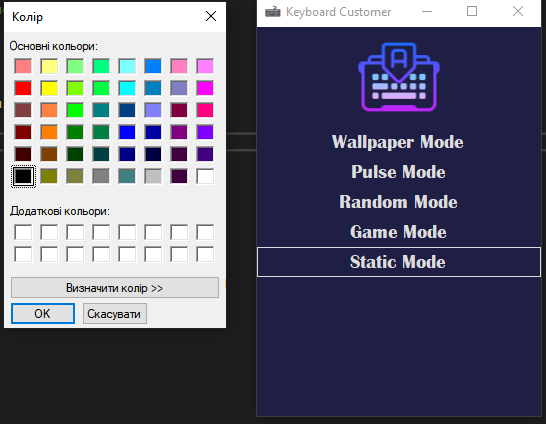 Колір
Основні кольори:
Додаткові кольори:
Визначити колір >>
OK
Скасувати
Keyboard Customer
A
Wallpaper Mode
Pulse Mode
Random Mode
Game Mode
Static Mode